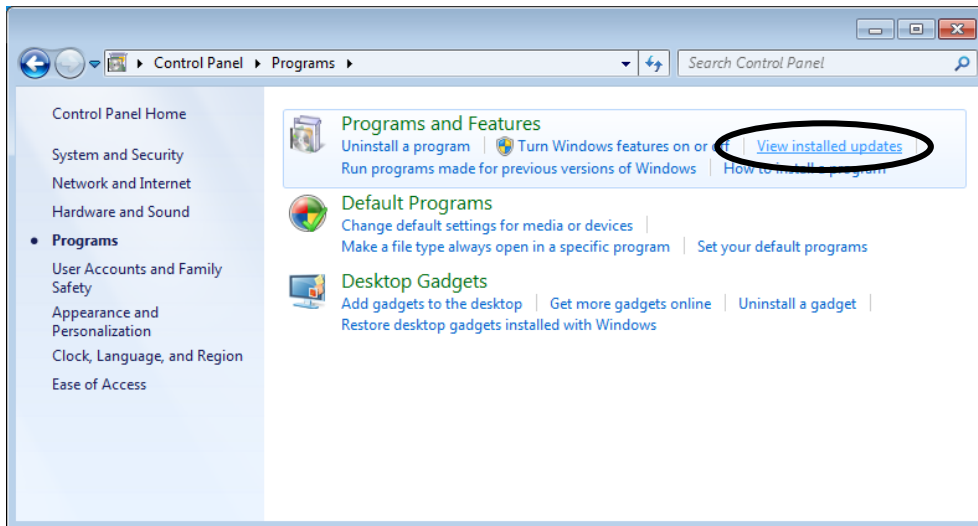 Control Panel Programs Search Control Panel
Control Panel Home
System and Security
Network and Internet
Hardware and Sound
Programs
User Accounts and Family
Safety
Appearance and
Personalization
Clock, Language, and Region
Ease of Access
Programs and Features
Uninstall a program Turn Windows features on or off View installed updates
Run programs made for previous versions of Windows How to install a program
Default Programs
Change default settings for media or devices
Make a file type always open in a specific program Set your default programs
Desktop Gadgets
Add gadgets to the desktop Get more gadgets online Uninstall a gadget
Restore desktop gadgets installed with Windows